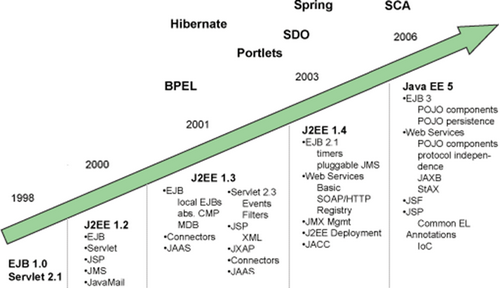 Spring
SCA
Hibernate
SDO
2006
Portlets
2003
BPEL
2001
2000
1998
EJB 1.0
Servlet 2.1
J2EE 1.2
•EJB
•Servlet
•JSP
•JMS
•JavaMail
J2EE 1.3
•EJB
local EJBs
abs. CMP
MDB
•Connectors
•JAAS
•Servlet 2.3
Events
Filters
•JSP
XML
•JXAP
•Connectors
•JAAS
J2EE 1.4
•EJB 2.1
timers
pluggable JMS
•Web Services
Basic
SOAP/HTTP
Registry
•JMX Mgmt
•J2EE Deployment
•JACC
Java EE 5
•EJB 3
POJO components
POJO persistence
•Web Services
POJO components
protocol indepen-
dence
JAXB
StAX
•JSF
•JSP
Common EL
Annotations
IoC